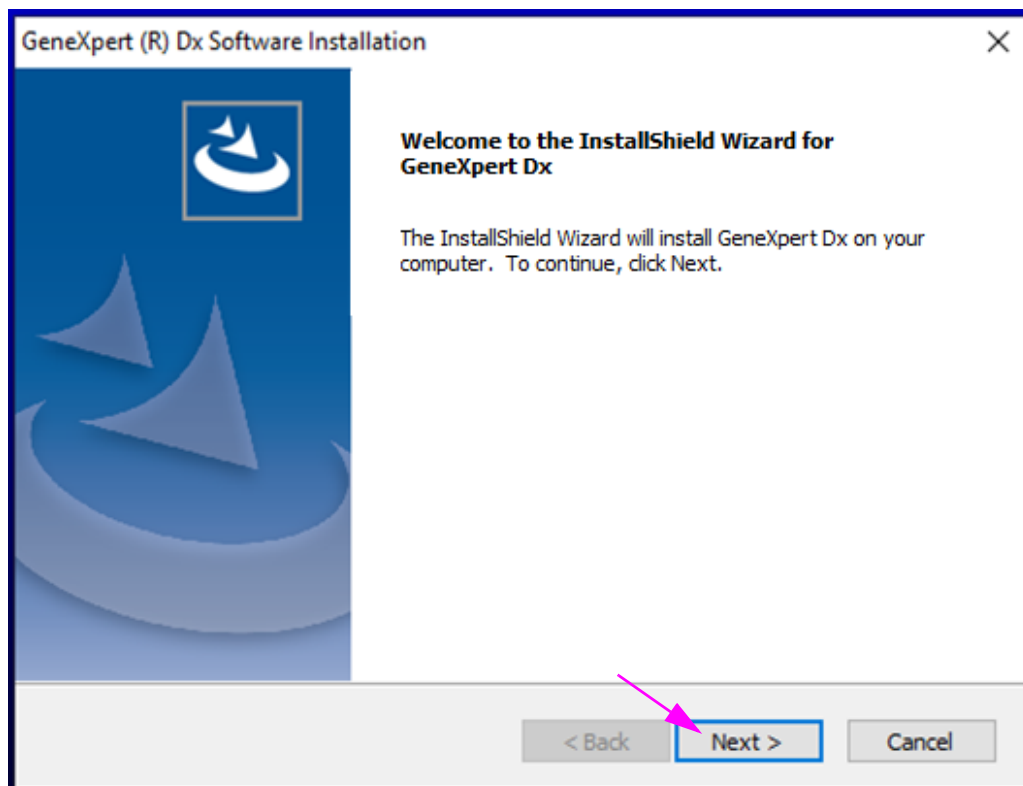 GeneXpert (R) Dx Software Installation
Welcome to the InstallShield Wizard for
GeneXpert Dx
The InstallShield Wizard will install GeneXpert Dx on your
computer.  To continue, click Next.
< Back
Next >
Cancel